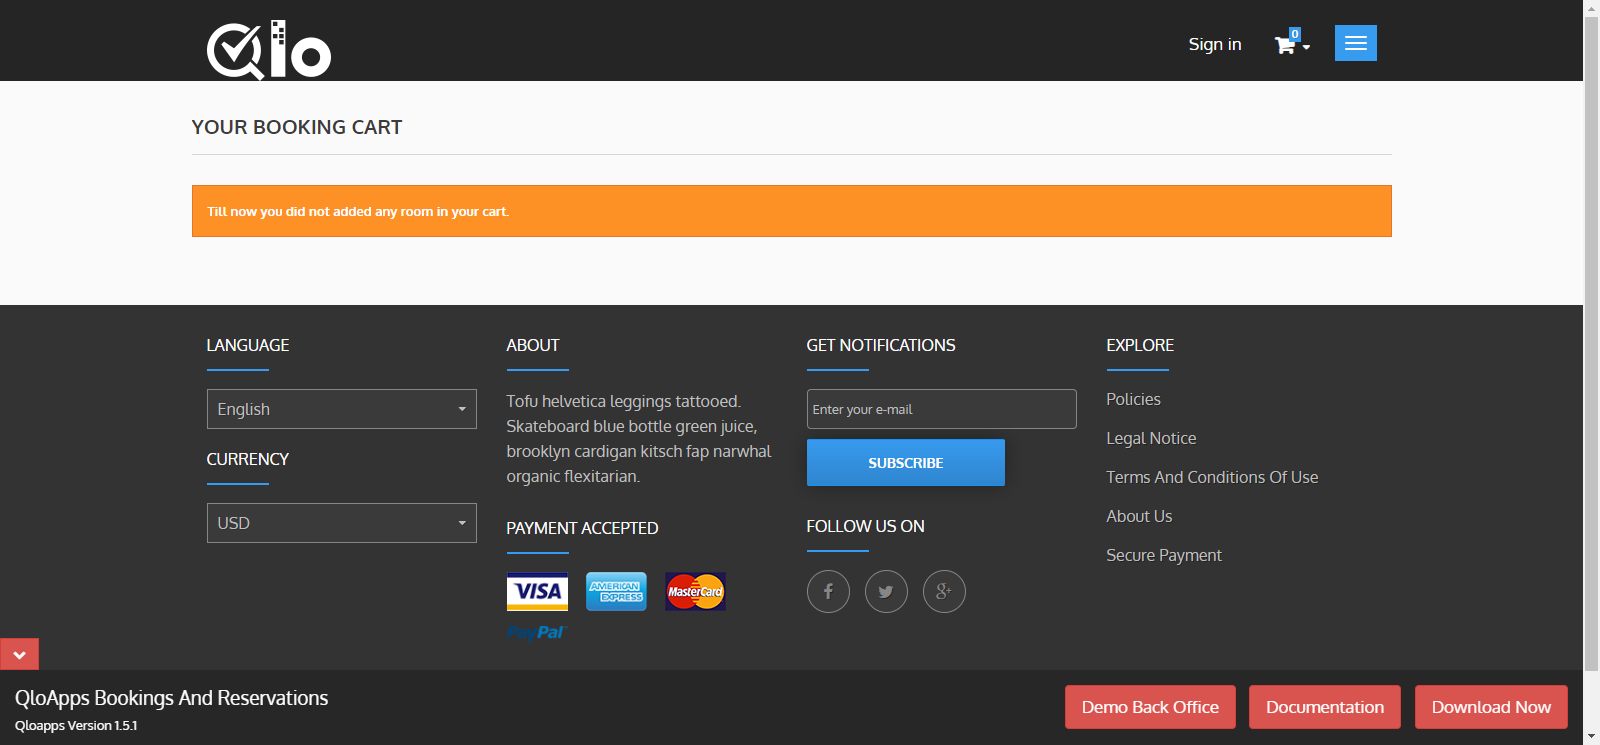 Qlo
Sign in
0
YOUR BOOKING CART
Till now you did not added any room in your cart.
LANGUAGE
English
CURRENCY
USD
ABOUT
Tofu helvetica leggings tattooed.
Skateboard blue bottle green juice,
brooklyn cardigan kitsch fap narwhal
organic flexitarian.
PAYMENT ACCEPTED
VISA
AMERICAN EXPRESS
MasterCard
PayPal
GET NOTIFICATIONS
Enter your e-mail
SUBSCRIBE
FOLLOW US ON
EXPLORE
Policies
Legal Notice
Terms And Conditions Of Use
About Us
Secure Payment
QloApps Bookings And Reservations
Qloapps Version 1.5.1
Demo Back Office
Documentation
Download Now